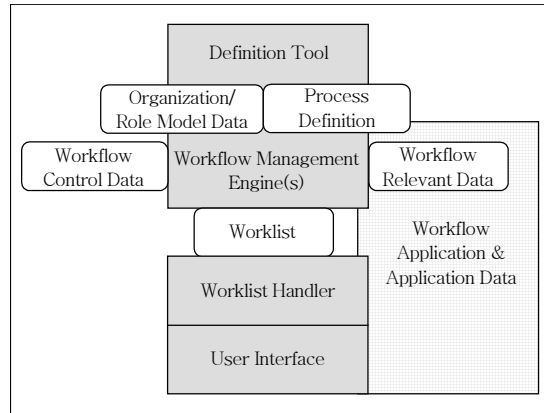 Definition Tool
Organization/
Role Model Data
Process
Definition
Workflow
Control Data
Workflow Management
Engine(s)
Workflow
Relevant Data
Worklist
Workflow
Application &
Application Data
Worklist Handler
User Interface